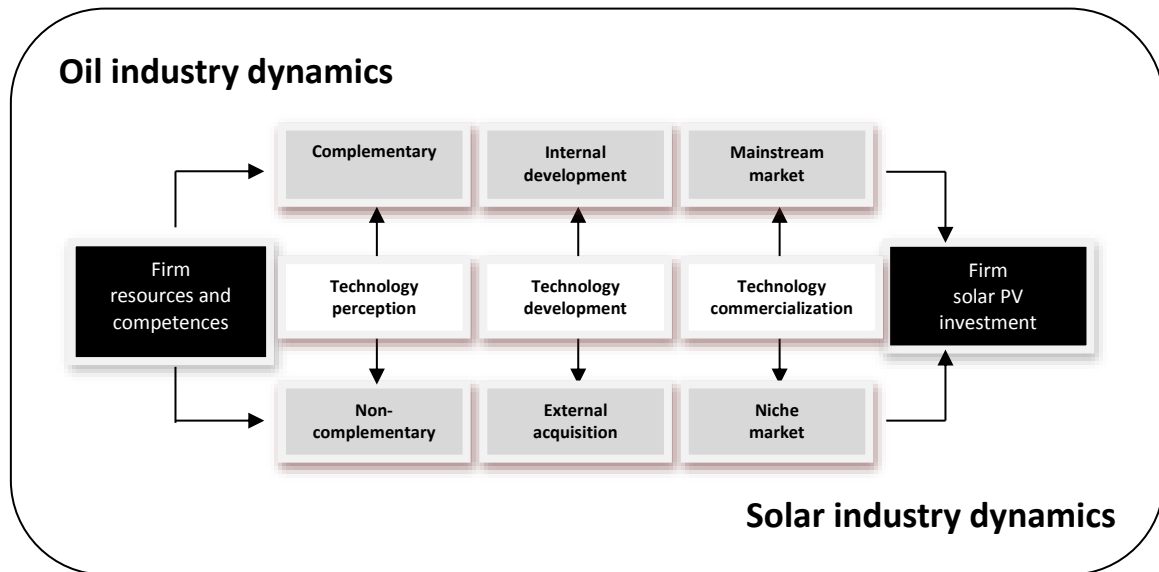 Oil industry dynamics
Complementary
Internal
development
Mainstream
market
Firm
resources and
competences
Technology
perception
Technology
development
Technology
commercialization
Firm
solar PV
investment
Non-
complementary
External
acquisition
Niche
market
Solar industry dynamics